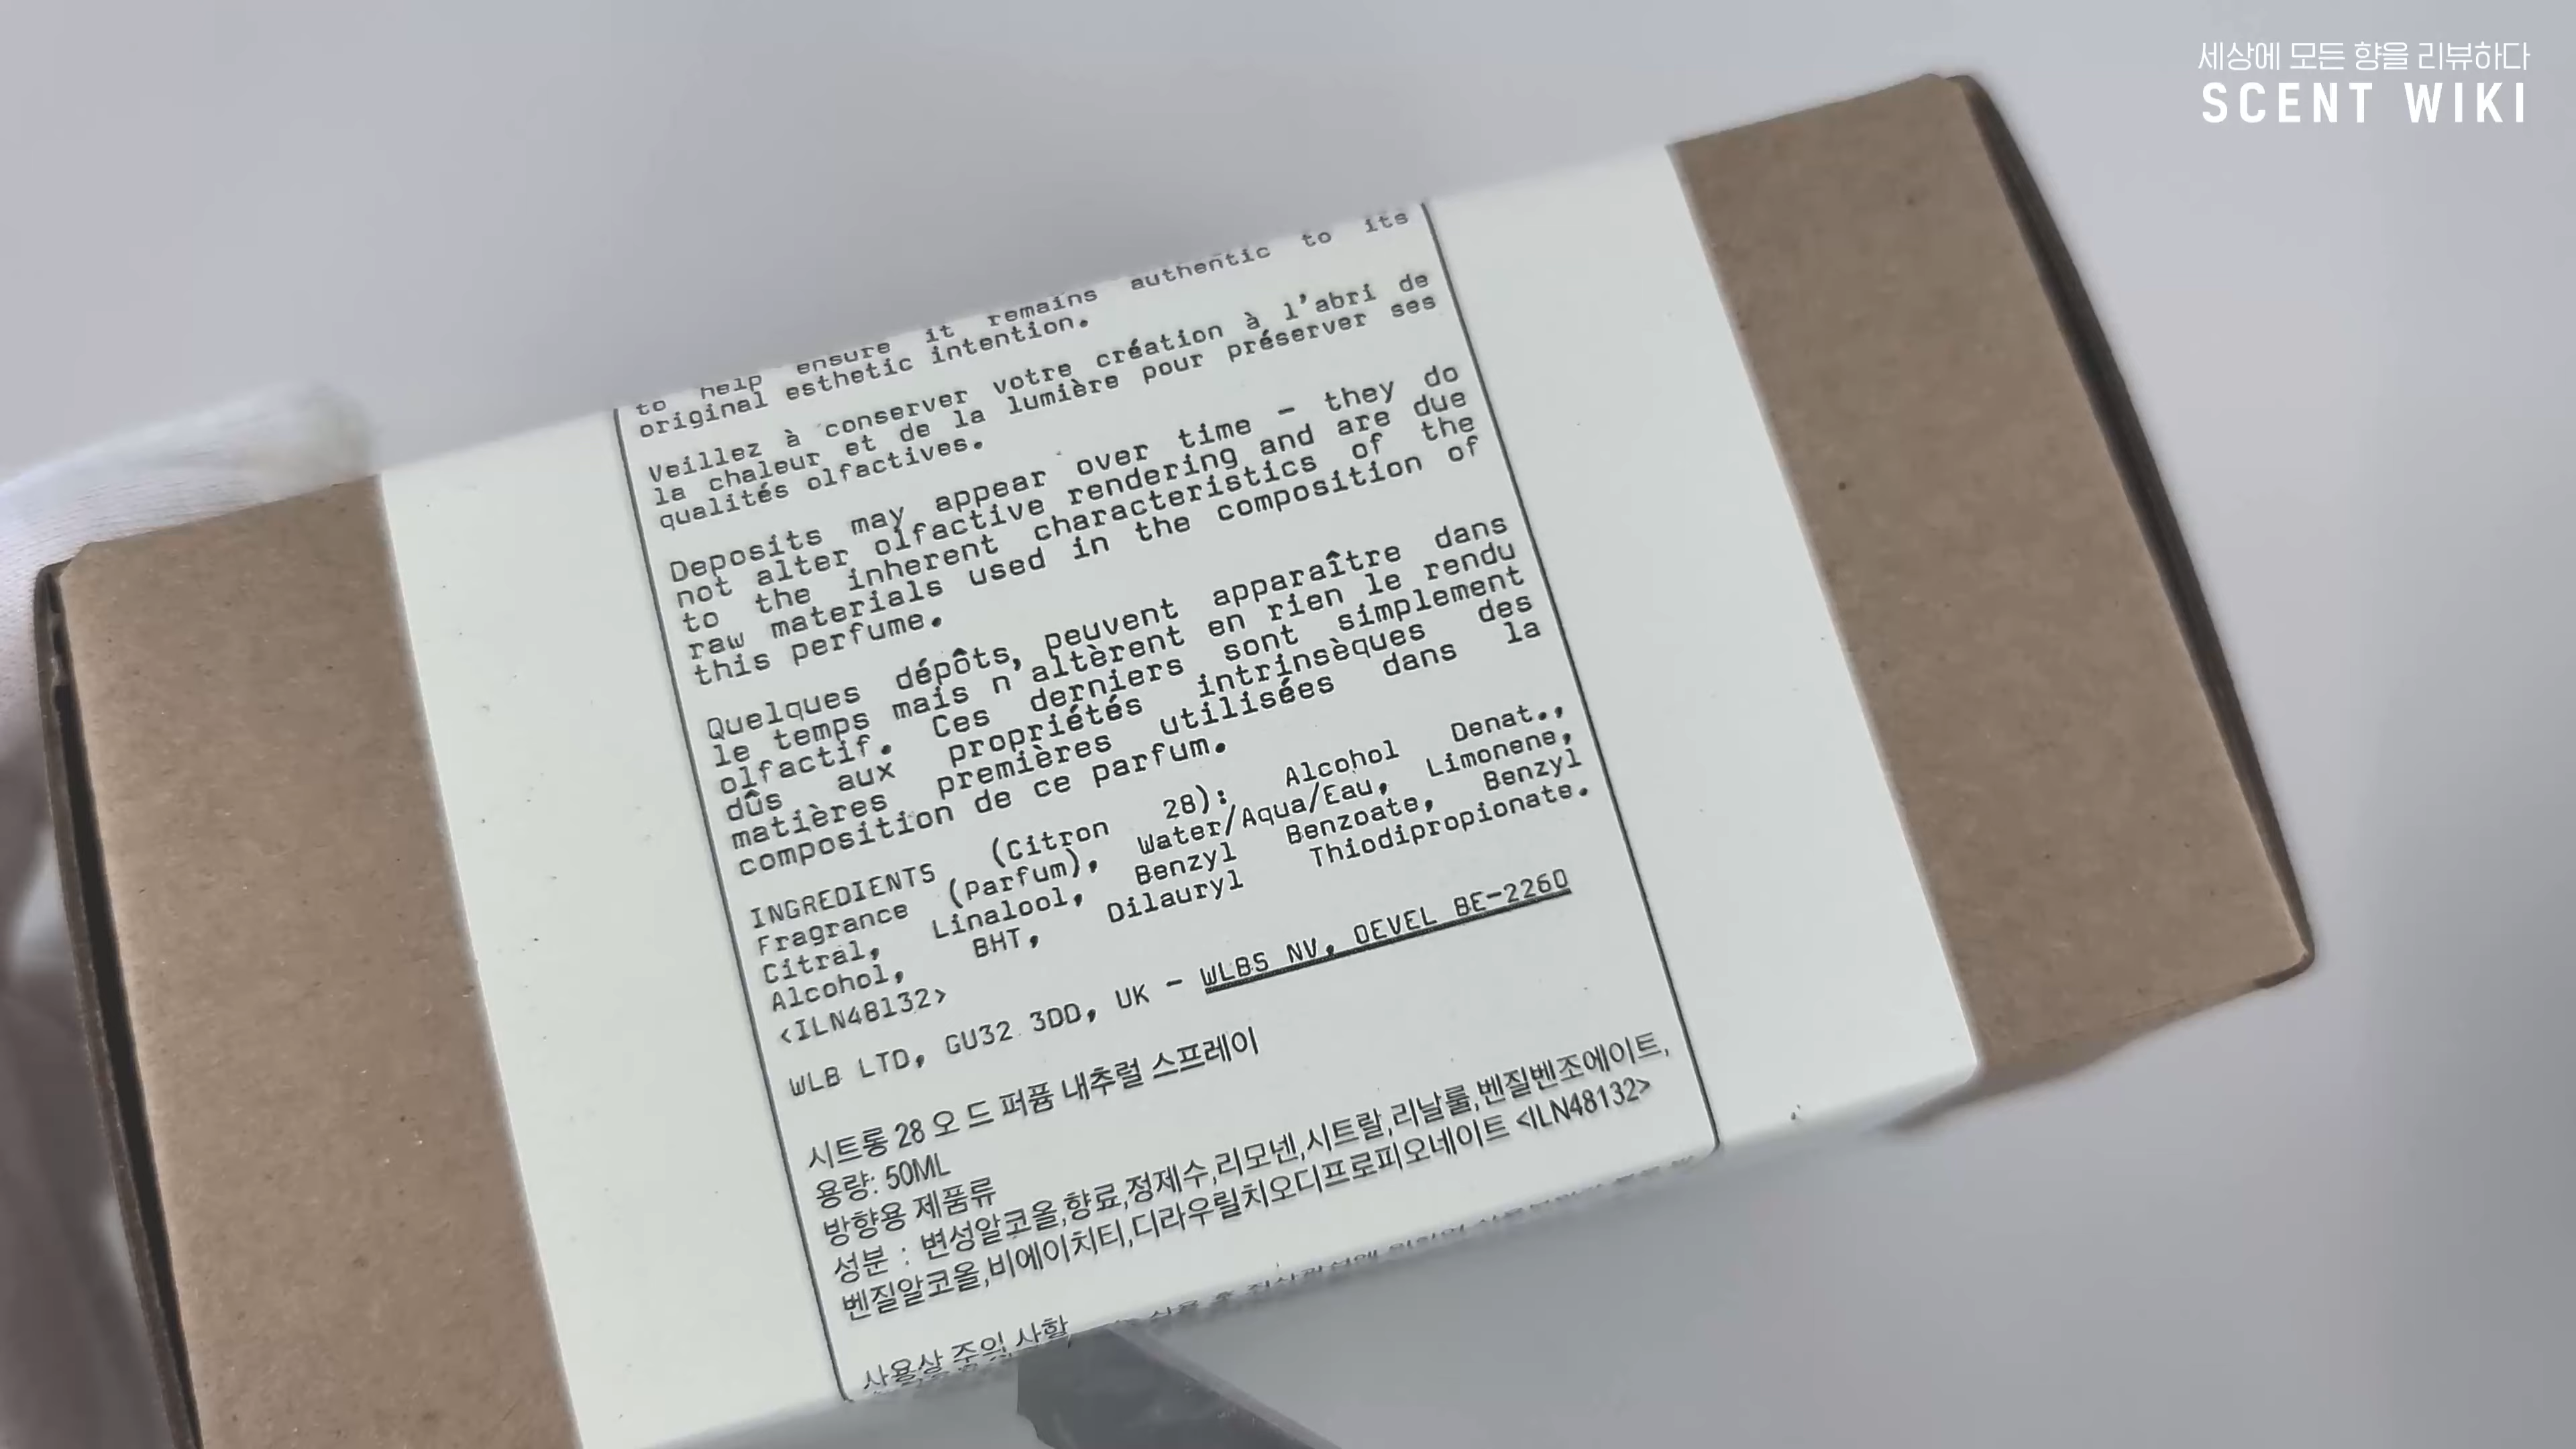 세상에 모든 향을 리뷰하다
SCENT WIKI
to help ensure it remains authentic to its
original esthetic intention.
Veillez à conserver votre création à l'abri de
la chaleur et de la lumière pour préserver ses
qualités olfactives.
Deposits may appear over time – they do
not alter olfactive rendering and are due
to the inherent characteristics of the
raw materials used in the composition of
this perfume.
Quelques dépôts, peuvent apparaître dans
le temps mais n'altèrent en rien le rendu
olfactif. Ces derniers sont simplement
dûs aux propriétés intrinsèques des
matières premières utilisées dans la
composition de ce parfum.
INGREDIENTS (Citron 28): Alcohol Denat.,
Fragrance (Parfum), Water/Aqua/Eau, Limonene,
Citral, Linalool, Benzyl Benzoate, Benzyl
Alcohol, BHT, Dilauryl Thiodipropionate.
<ILN48132>
WLB LTD, GU32 3DD, UK – WLBS NV, OEVEL BE-2260
시트롱 28 오 드 퍼퓸 내추럴 스프레이
용량: 50ML
방향용 제품류
성분 : 변성알코올,향료,정제수,리모넨,시트랄,리날룰,벤질벤조에이트,
벤질알코올,비에이치티,디라우릴치오디프로피오네이트 <ILN48132>
사용상 주의 사항